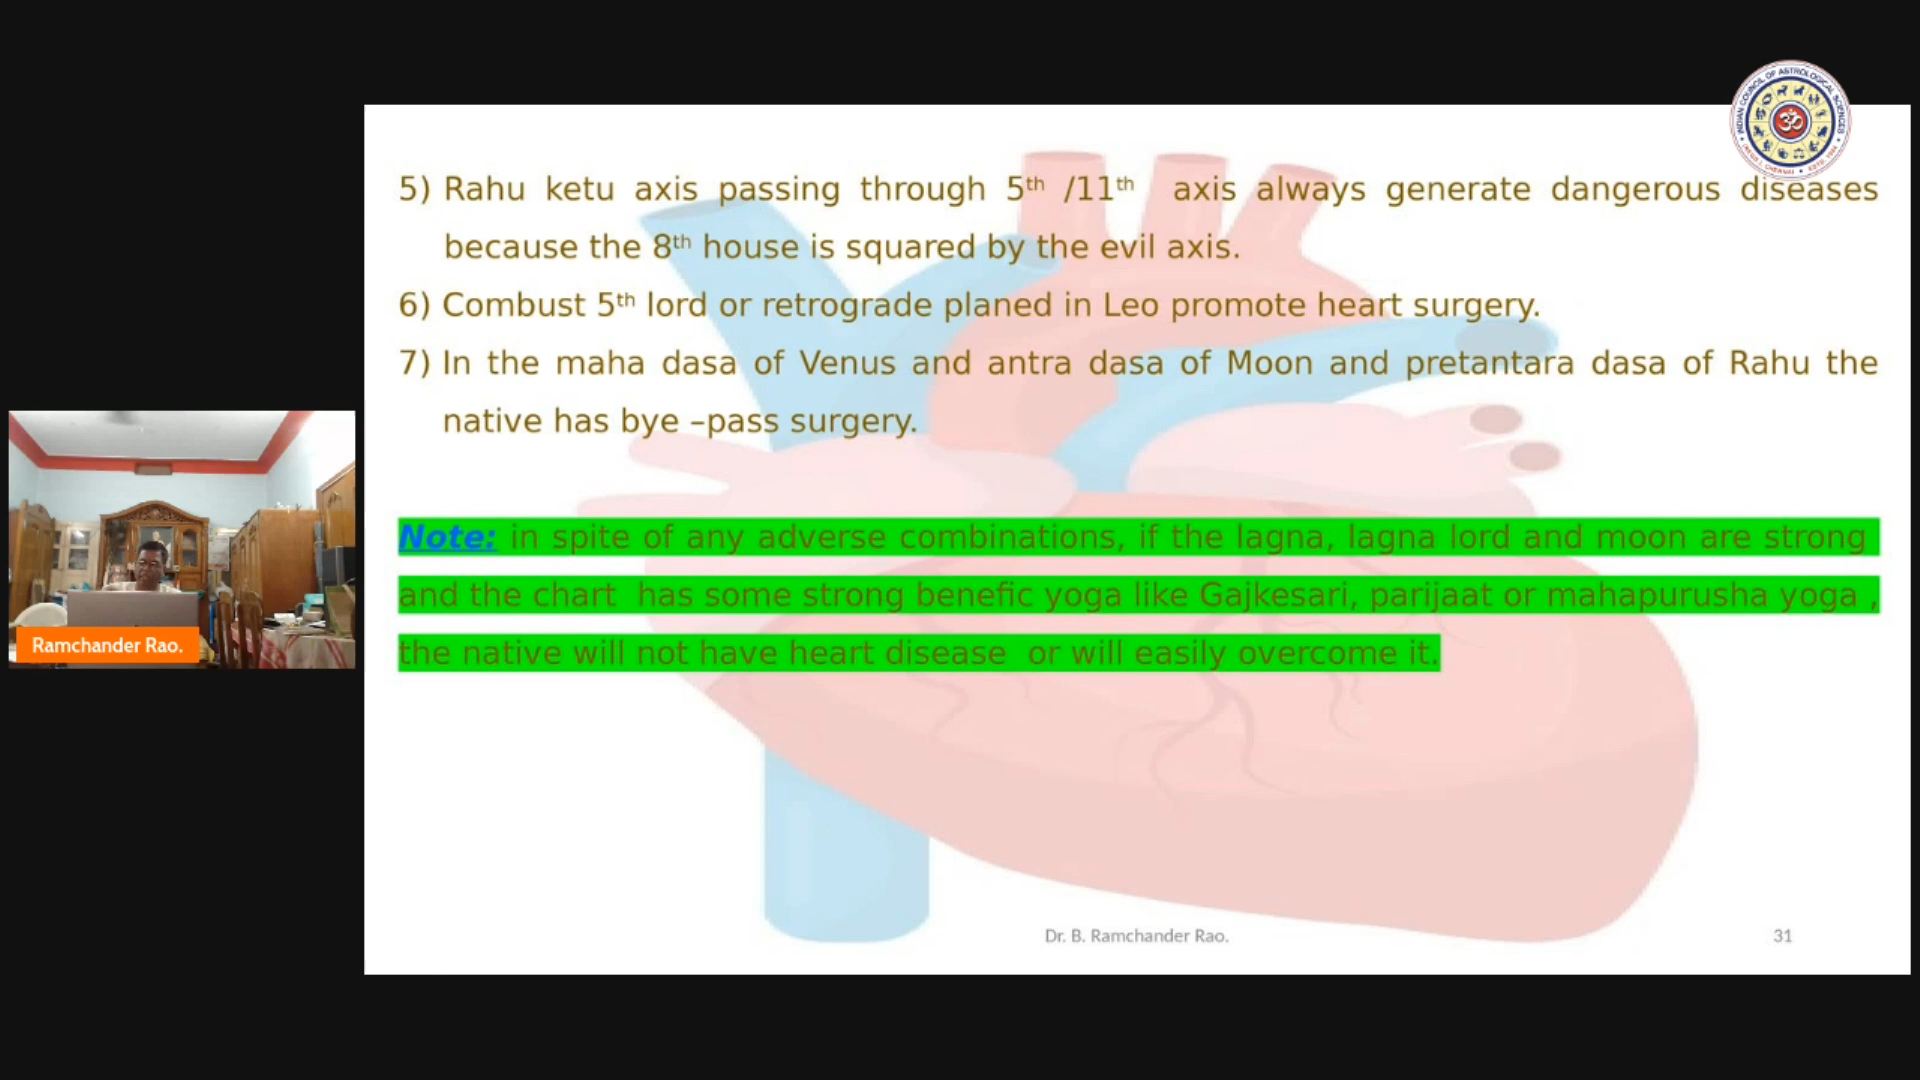 INDIAN COUNCIL OF ASTROLOGICAL SCIENCES
5) Rahu ketu axis passing through 5th /11th axis always generate dangerous diseases
because the 8th house is squared by the evil axis.
6) Combust 5th lord or retrograde planed in Leo promote heart surgery.
7) In the maha dasa of Venus and antra dasa of Moon and pretantara dasa of Rahu the
native has bye –pass surgery.
Note: in spite of any adverse combinations, if the lagna, lagna lord and moon are strong
and the chart has some strong benefic yoga like Gajkesari, parijaat or mahapurusha yoga ,
the native will not have heart disease or will easily overcome it.
Ramchander Rao.
Dr. B. Ramchander Rao.
31